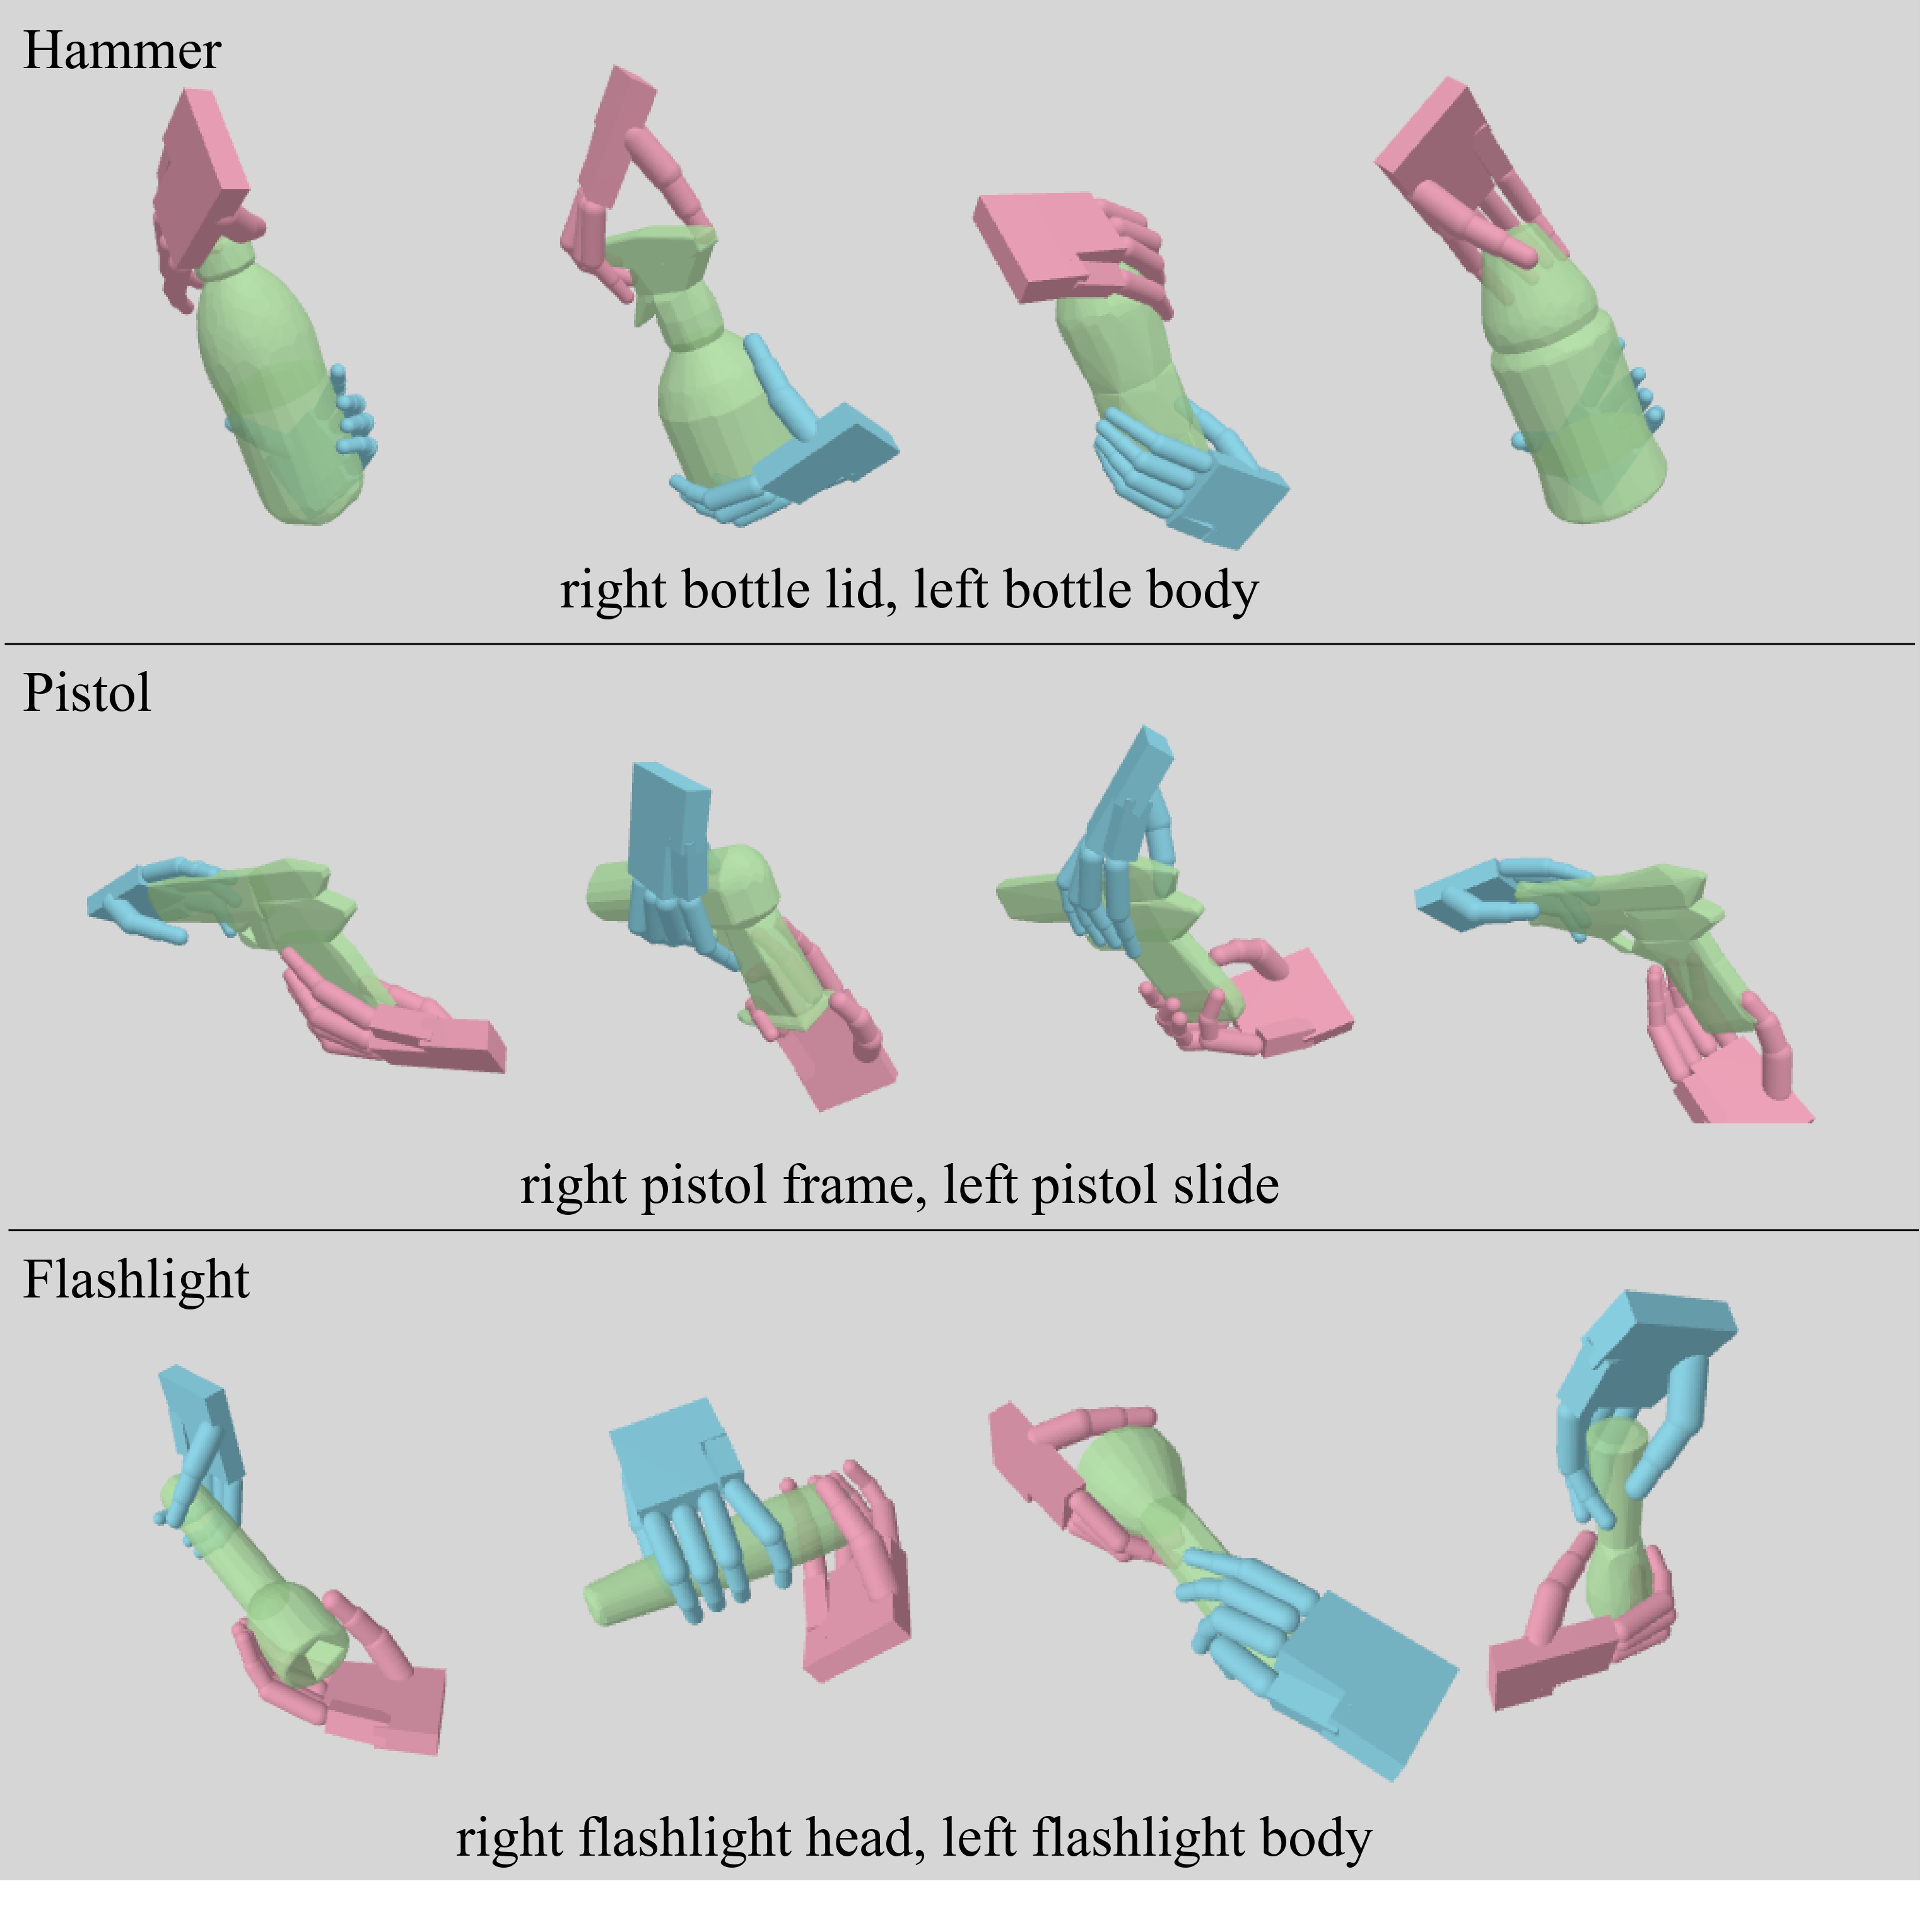 Hammer
right bottle lid, left bottle body
Pistol
right pistol frame, left pistol slide
Flashlight
right flashlight head, left flashlight body